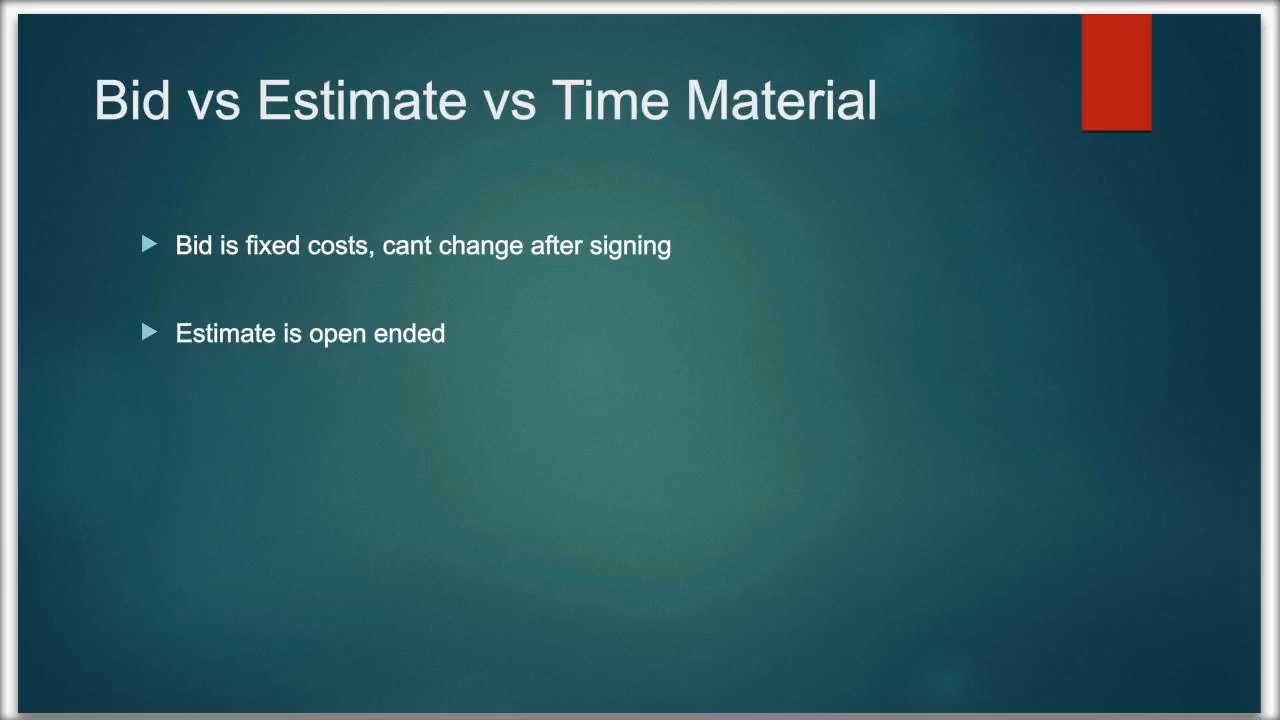 Bid vs Estimate vs Time Material
Bid is fixed costs, cant change after signing
Estimate is open ended